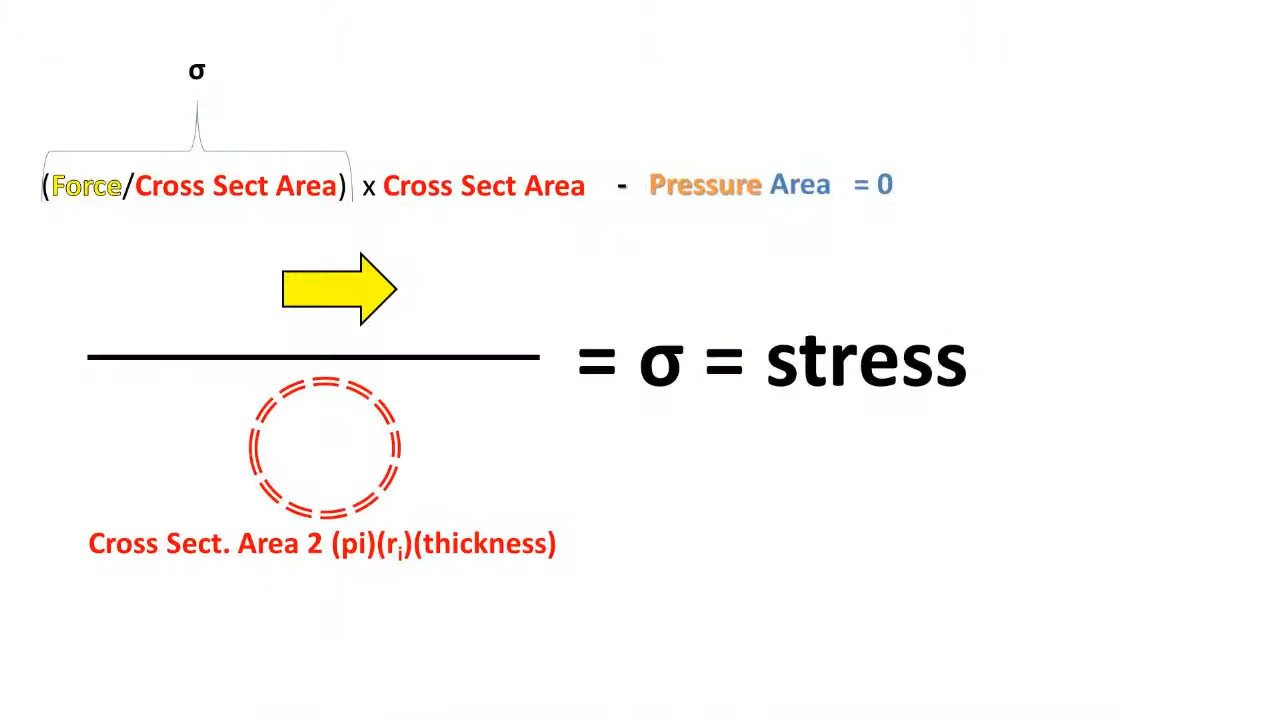 σ
(Force/Cross Sect Area) x Cross Sect Area - Pressure Area = 0
= σ = stress
Cross Sect. Area 2 (pi)(ri)(thickness)